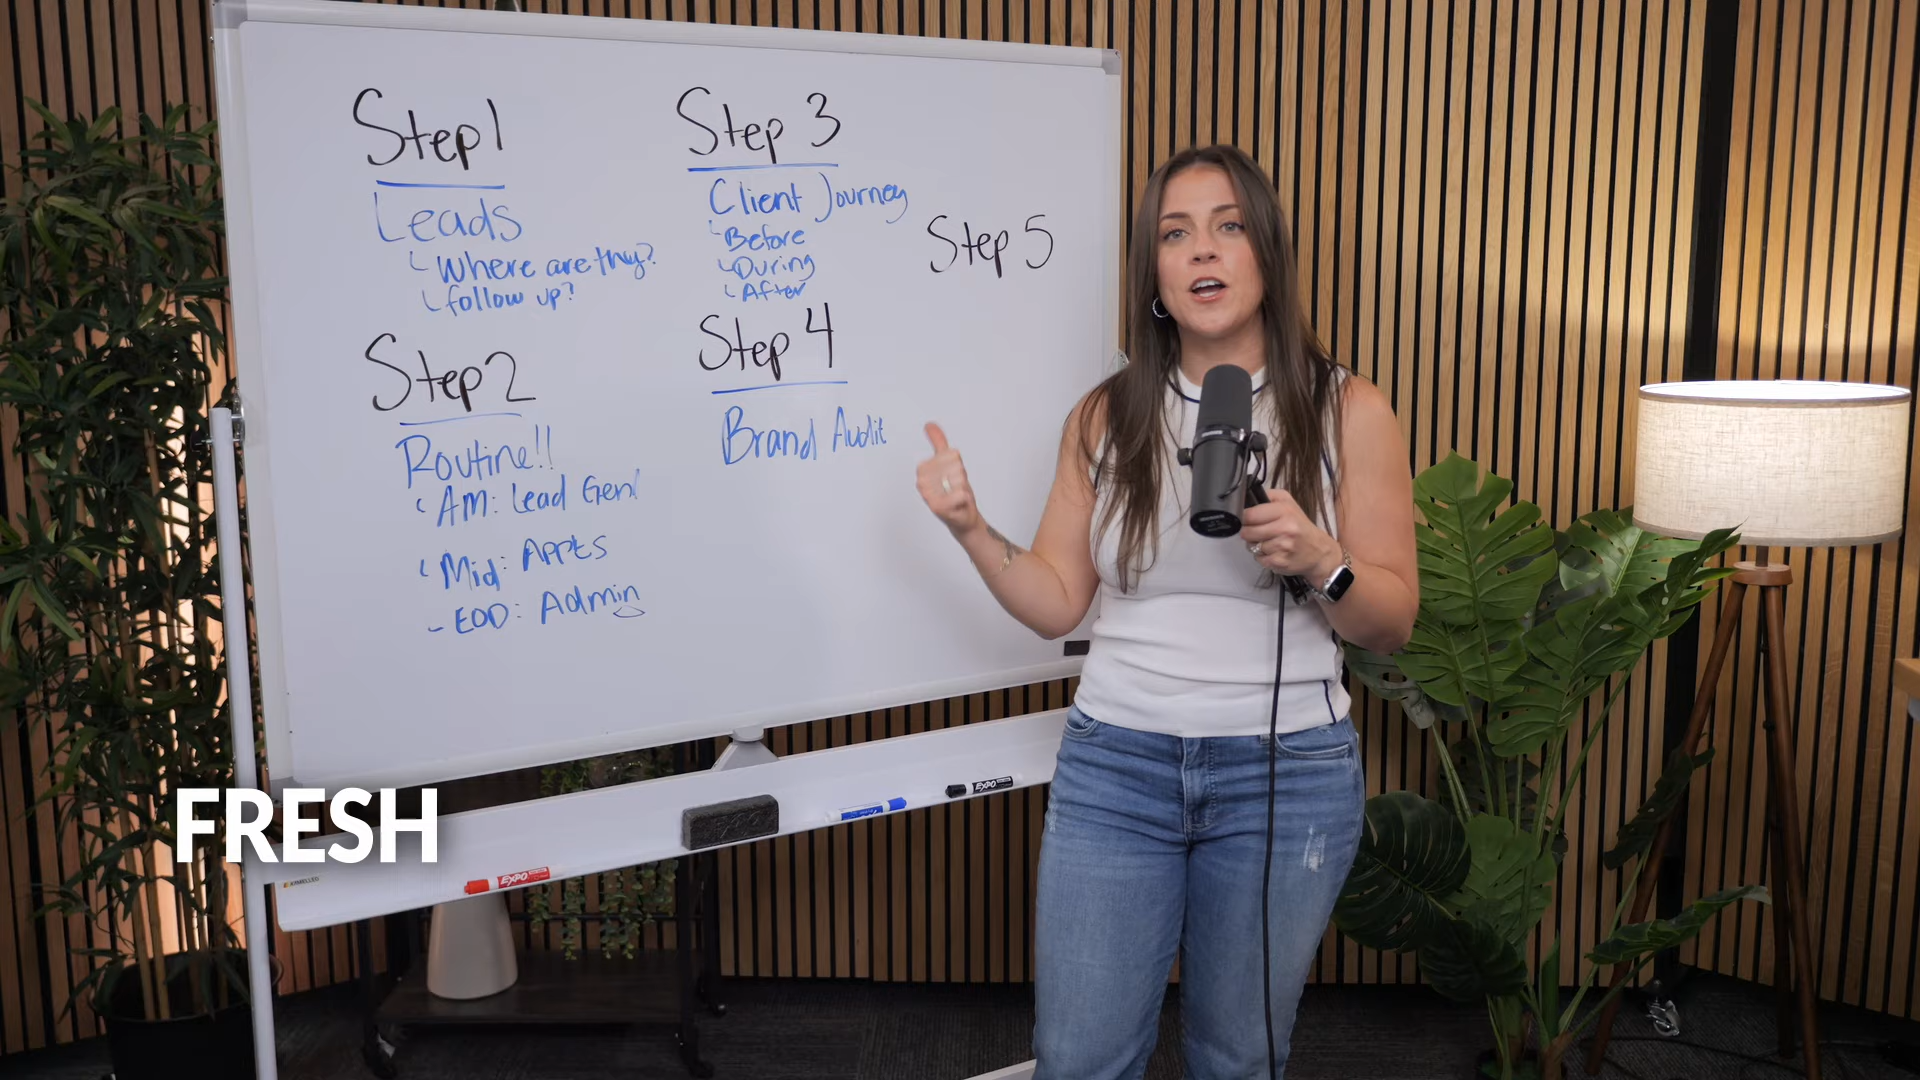 Step 1
Leads
Where are they?
follow up?
Step 2
Routine!!
AM: Lead Gen!
Mid: Appts
EOD: Admin
Step 3
Client Journey
Before
During
After
Step 4
Brand Audit
Step 5
FRESH
EXPO
EXPO